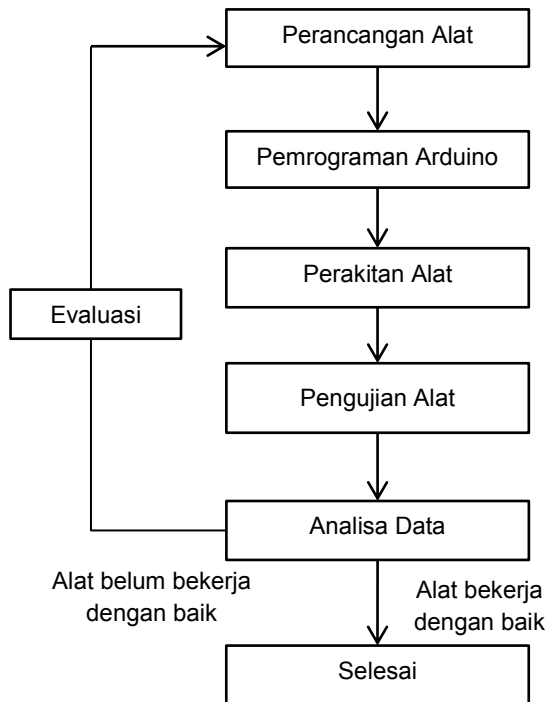 Perancangan Alat
Pemrograman Arduino
Perakitan Alat
Evaluasi
Pengujian Alat
Analisa Data
Alat belum bekerja
dengan baik
Alat bekerja
dengan baik
Selesai